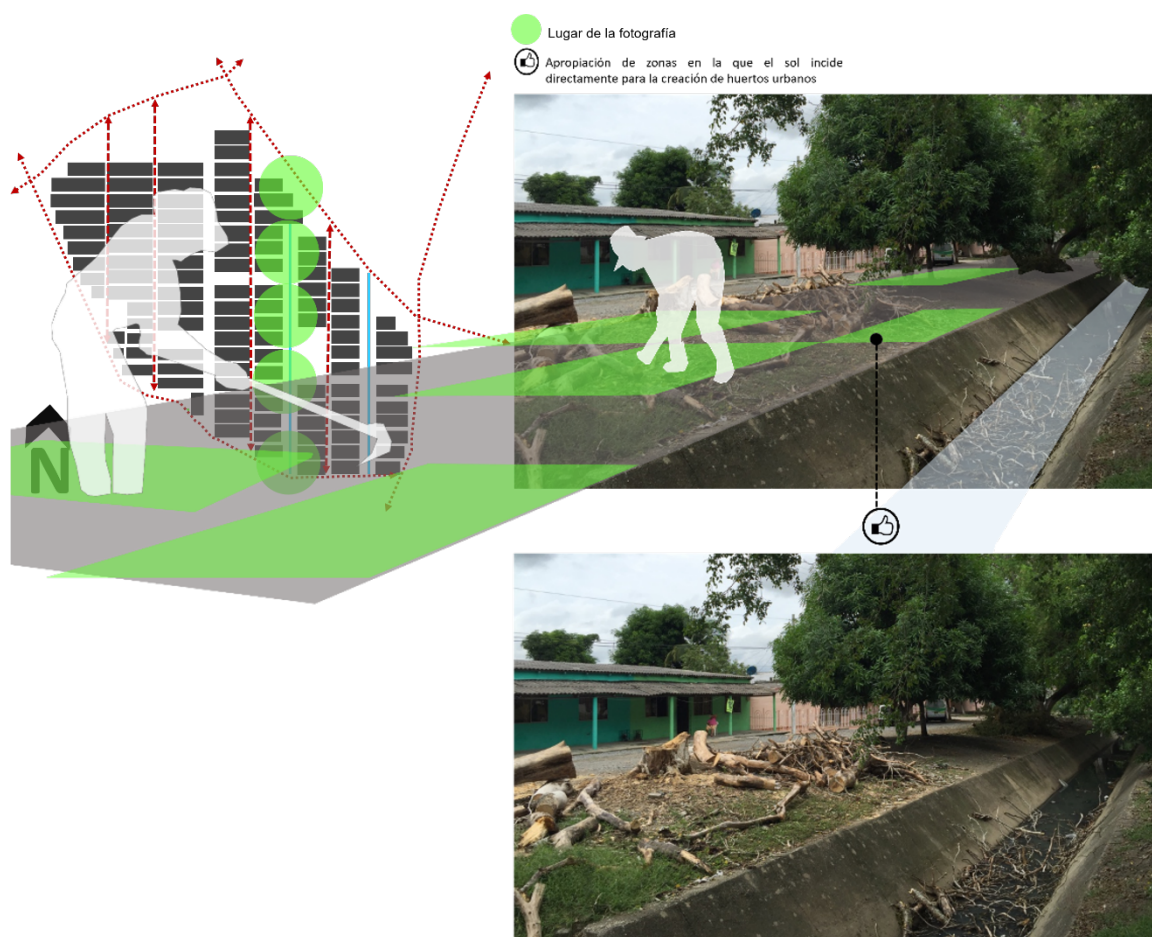 Lugar de la fotografía
Apropiación de zonas en la que el sol incide
directamente para la creación de huertos urbanos
N